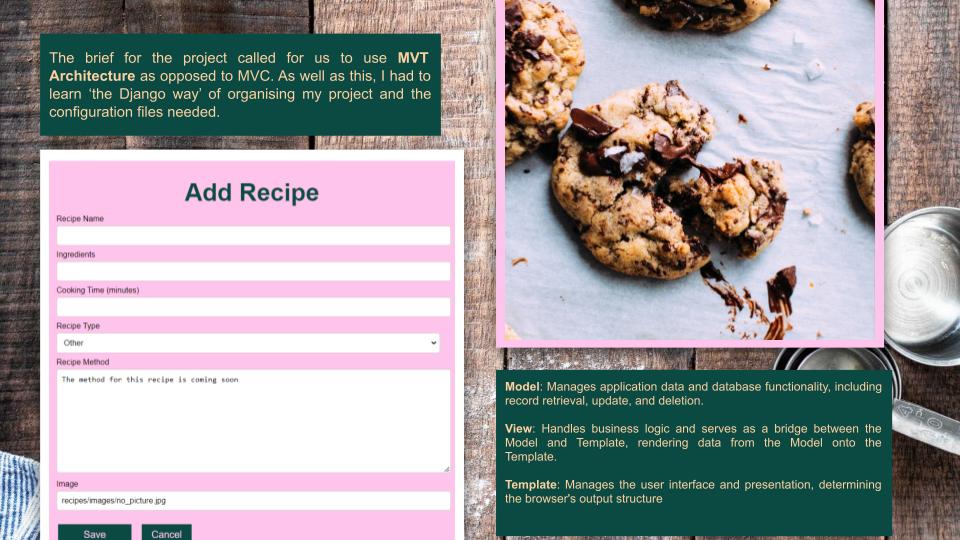 The brief for the project called for us to use MVT
Architecture as opposed to MVC. As well as this, I had to
learn ‘the Django way’ of organising my project and the
configuration files needed.
Add Recipe
Recipe Name
Ingredients
Cooking Time (minutes)
Recipe Type
Other
Recipe Method
The method for this recipe is coming soon
Image
recipes/images/no_picture.jpg
Save Cancel
Model: Manages application data and database functionality, including
record retrieval, update, and deletion.
View: Handles business logic and serves as a bridge between the
Model and Template, rendering data from the Model onto the
Template.
Template: Manages the user interface and presentation, determining
the browser's output structure